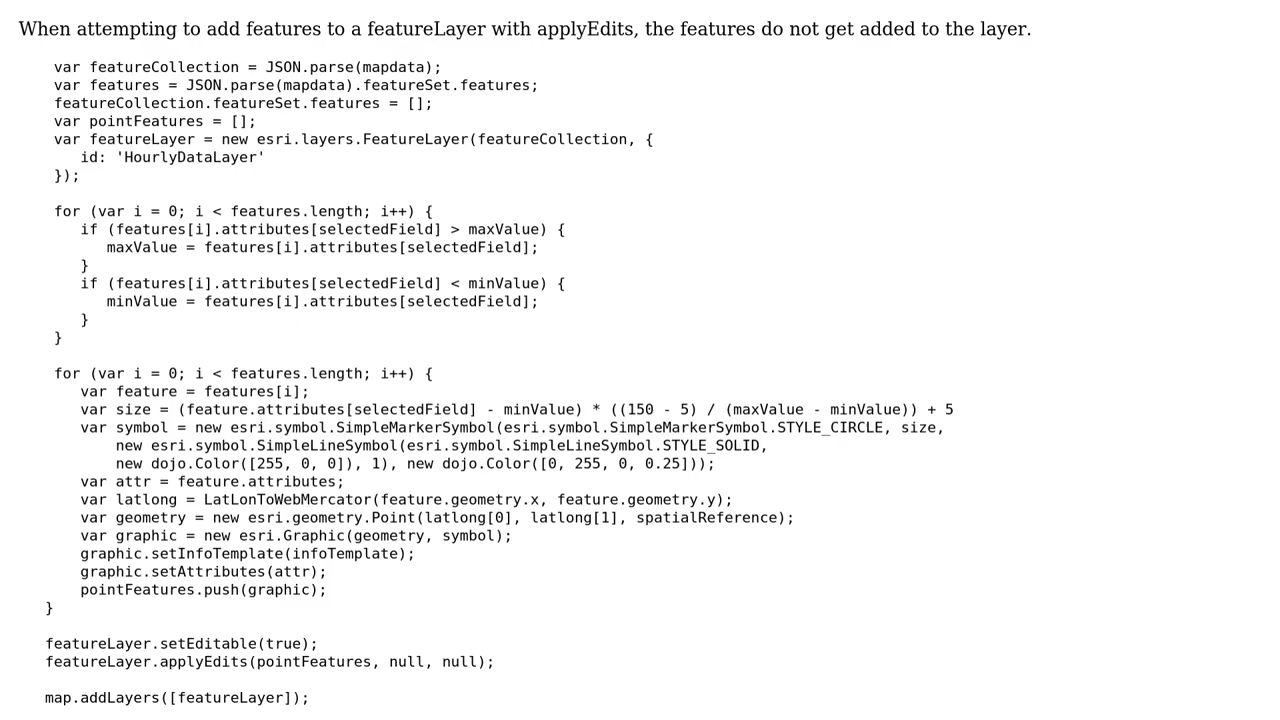 When attempting to add features to a featureLayer with applyEdits, the features do not get added to the layer.
var featureCollection = JSON.parse(mapdata);
var features = JSON.parse(mapdata).featureSet.features;
featureCollection.featureSet.features = [];
var pointFeatures = [];
var featureLayer = new esri.layers.FeatureLayer(featureCollection, {
   id: 'HourlyDataLayer'
});
for (var i = 0; i < features.length; i++) {
   if (features[i].attributes[selectedField] > maxValue) {
      maxValue = features[i].attributes[selectedField];
   }
   if (features[i].attributes[selectedField] < minValue) {
      minValue = features[i].attributes[selectedField];
   }
}
for (var i = 0; i < features.length; i++) {
   var feature = features[i];
   var size = (feature.attributes[selectedField] - minValue) * ((150 - 5) / (maxValue - minValue)) + 5
   var symbol = new esri.symbol.SimpleMarkerSymbol(esri.symbol.SimpleMarkerSymbol.STYLE_CIRCLE, size,
       new esri.symbol.SimpleLineSymbol(esri.symbol.SimpleLineSymbol.STYLE_SOLID,
       new dojo.Color([255, 0, 0]), 1), new dojo.Color([0, 255, 0, 0.25]));
   var attr = feature.attributes;
   var latlong = LatLonToWebMercator(feature.geometry.x, feature.geometry.y);
   var geometry = new esri.geometry.Point(latlong[0], latlong[1], spatialReference);
   var graphic = new esri.Graphic(geometry, symbol);
   graphic.setInfoTemplate(infoTemplate);
   graphic.setAttributes(attr);
   pointFeatures.push(graphic);
}
featureLayer.setEditable(true);
featureLayer.applyEdits(pointFeatures, null, null);
map.addLayers([featureLayer]);